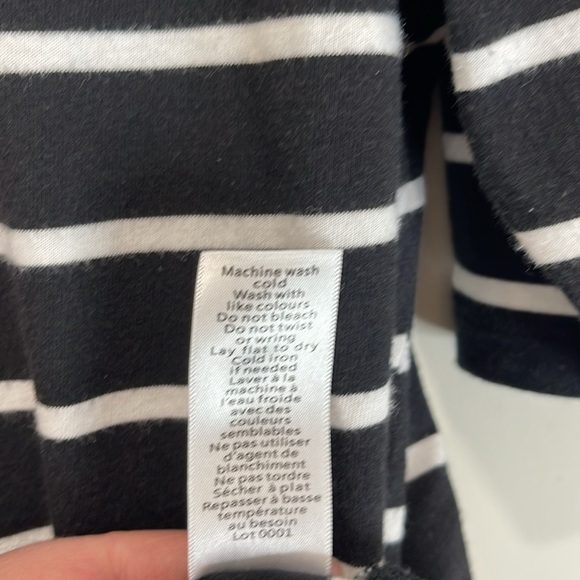 Machine wash
cold
Wash with
like colours
Do not bleach
Do not twist
or wring
Lay flat to dry
Cold iron
if needed
Laver à la
machine à
l'eau froide
avec des
couleurs
semblables
Ne pas utiliser
d'agent de
blanchiment
Ne pas tordre
Sécher à plat
Repasser à basse
température
au besoin
Lot 0001